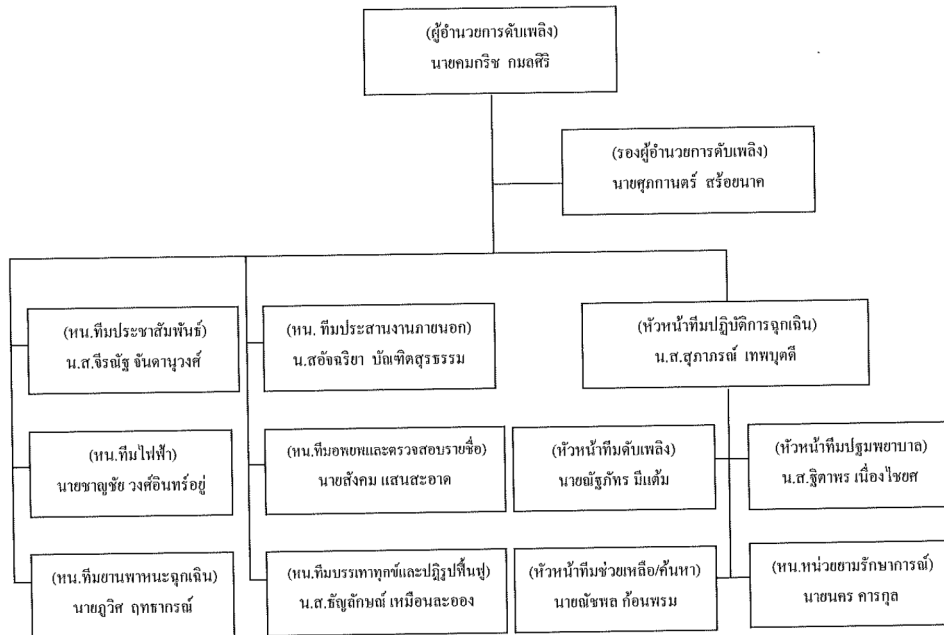 (ผู้อำนวยการดับเพลิง)
นายคมกริช กมลศิริ
(รองผู้อำนวยการดับเพลิง)
นายศุภกานตร์ สร้อยนาค
(หน.ทีมประชาสัมพันธ์)
น.ส.จีรณัฐ จันดานุวงศ์
(หน. ทีมประสานงานภายนอก)
น.สอัจฉริยา บัณฑิตสุรธรรม
(หัวหน้าทีมปฏิบัติการฉุกเฉิน)
น.ส.สุภาภรณ์ เทพบุตดี
(หน.ทีมไฟฟ้า)
นายชาญชัย วงศ์อินทร์อยู่
(หน.ทีมอพยพและตรวจสอบรายชื่อ)
นายสังคม แสนสะอาด
(หัวหน้าทีมดับเพลิง)
นายณัฐภัทร มีแต้ม
(หัวหน้าทีมปฐมพยาบาล)
น.ส.ฐิตาพร เนื่องไชยศ
(หน.ทีมยานพาหนะฉุกเฉิน)
นายภูวิศ ฤทธากรณ์
(หน.ทีมบรรเทาทุกข์และปฏิรูปฟื้นฟู)
น.ส.ธัญลักษณ์ เหมือนละออง
(หัวหน้าทีมช่วยเหลือ/ค้นหา)
นายณัชพล ก้อนพรม
(หน.หน่วยยามรักษาการณ์)
นายนคร คารกุล